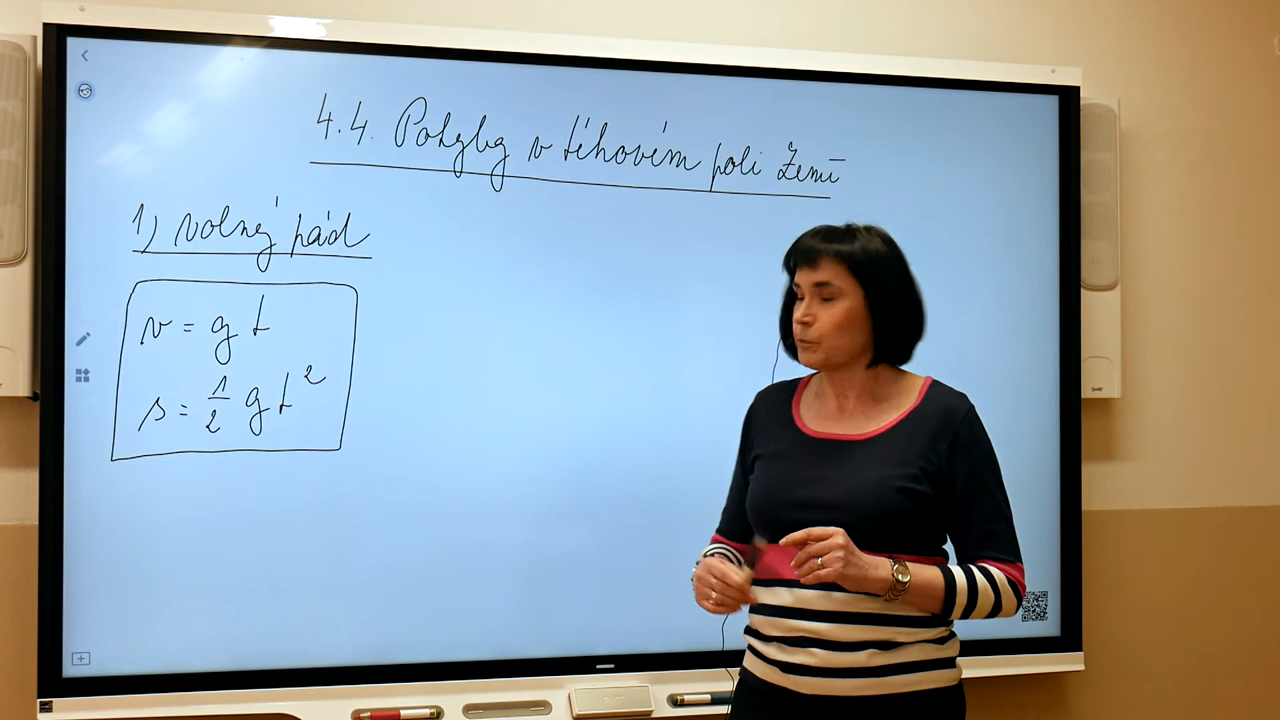 4.4. Pohyby v tíhovém poli Země
1) volný pád
v = g t
s = 1/2 g t²